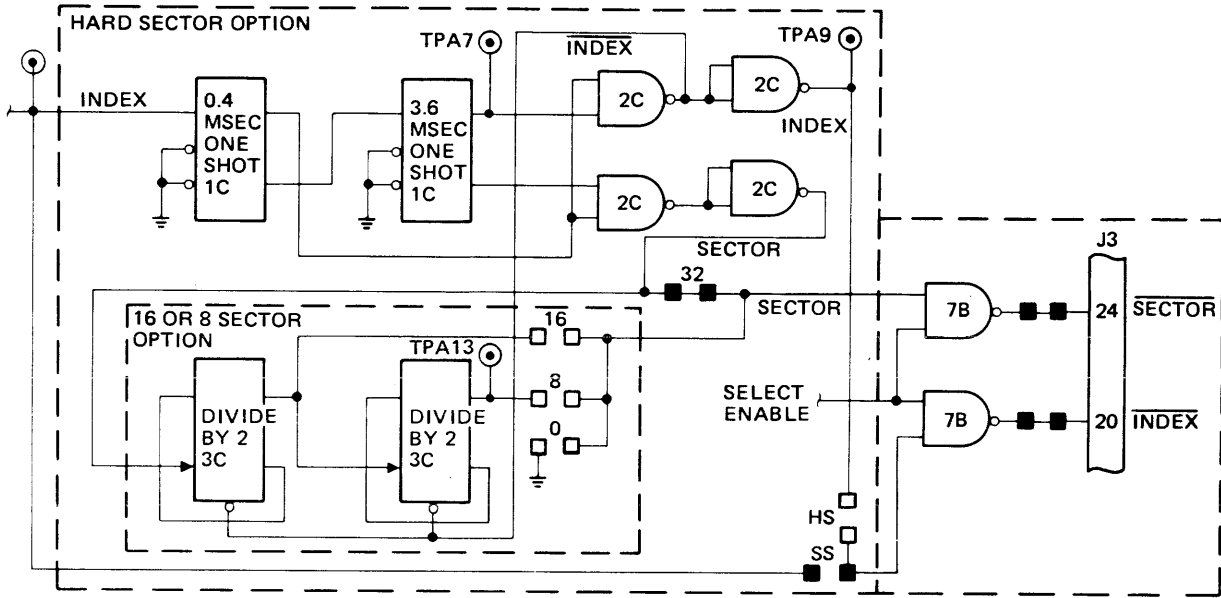 HARD SECTOR OPTION
TPA7
INDEX
TPA9
INDEX
0.4
MSEC
ONE
SHOT
1C
3.6
MSEC
ONE
SHOT
1C
2C
2C
INDEX
2C
2C
SECTOR
32
SECTOR
J3
7B
24
SECTOR
16 OR 8 SECTOR
OPTION
16
TPA13
8
0
DIVIDE
BY 2
3C
DIVIDE
BY 2
3C
SELECT
ENABLE
7B
20
INDEX
HS
SS